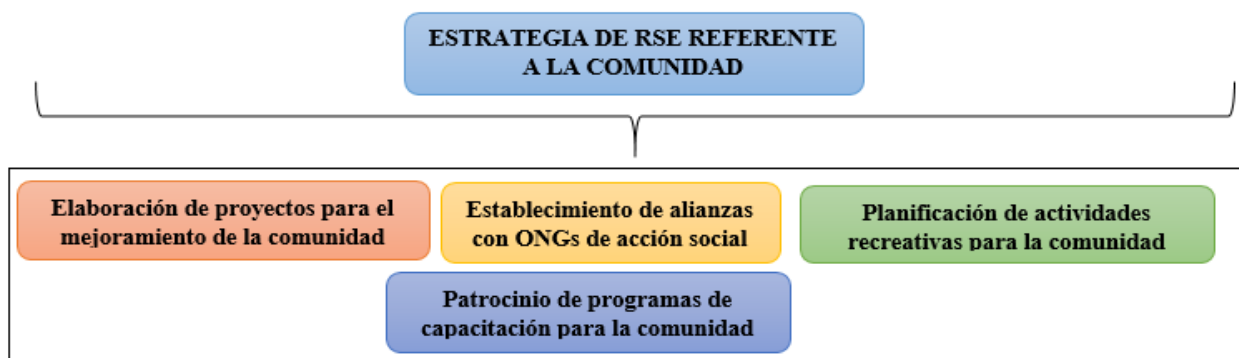 ESTRATEGIA DE RSE REFERENTE
A LA COMUNIDAD
Elaboración de proyectos para el
mejoramiento de la comunidad
Establecimiento de alianzas
con ONGs de acción social
Planificación de actividades
recreativas para la comunidad
Patrocinio de programas de
capacitación para la comunidad